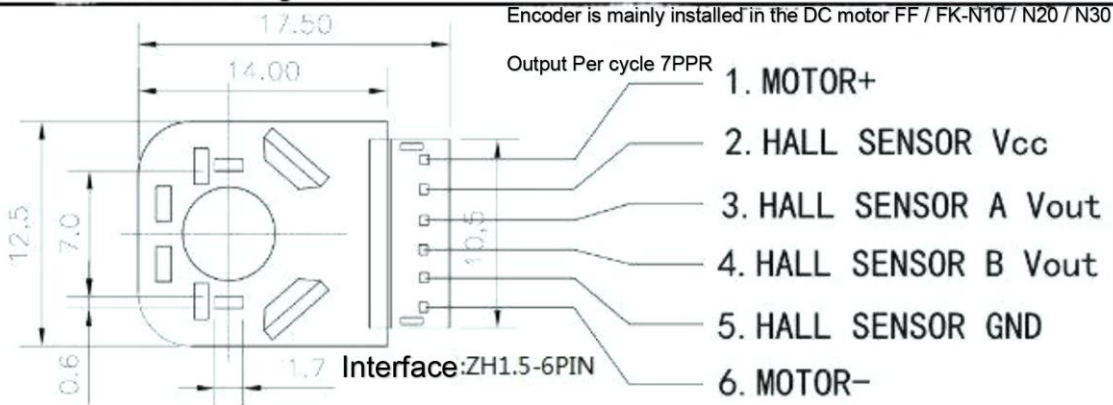 17.50
Encoder is mainly installed in the DC motor FF / FK-N10 / N20 / N30
Output Per cycle 7PPR
14.00
1. MOTOR+
2. HALL SENSOR Vcc
3. HALL SENSOR A Vout
4. HALL SENSOR B Vout
5. HALL SENSOR GND
6. MOTOR-
12.5
7.0
10.5
0.6
1.7
Interface:ZH1.5-6PIN